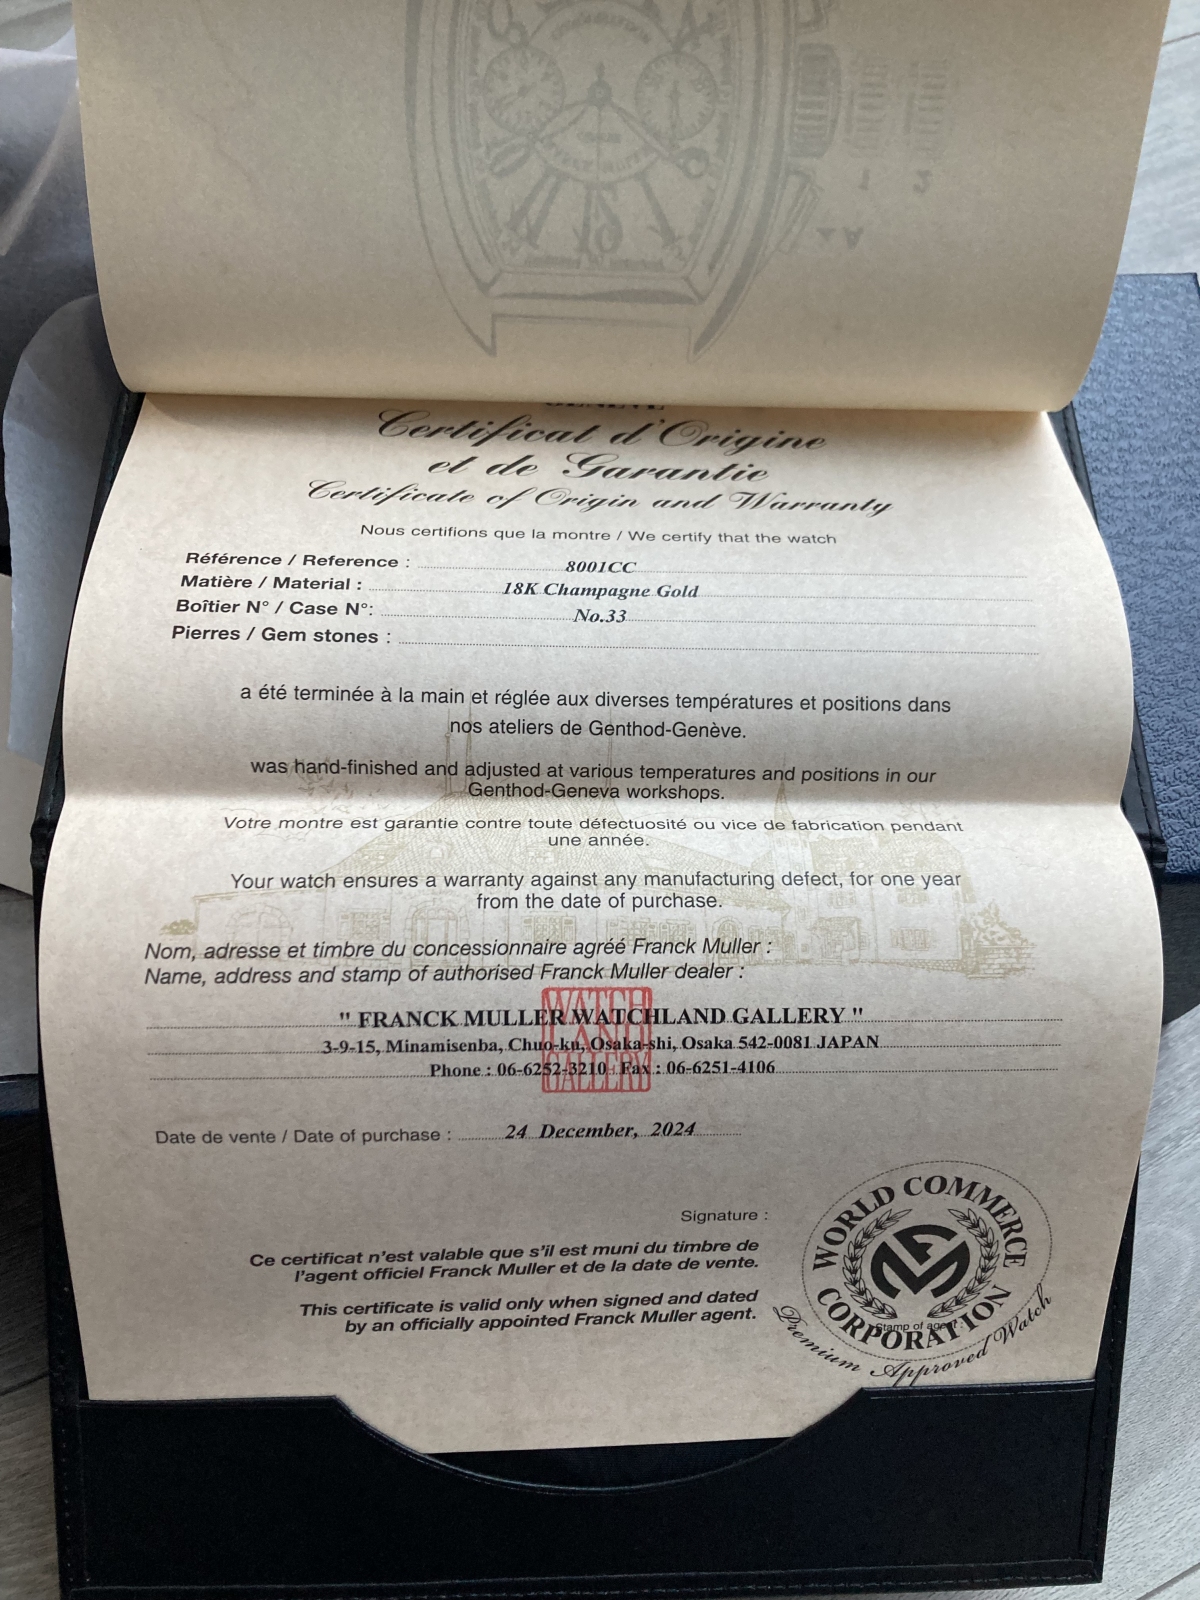 GENÈVE
Certificat d'Origine
et de Garantie
Certificate of Origin and Warranty
Nous certifions que la montre / We certify that the watch
Référence / Reference : 8001CC
Matière / Material : 18K Champagne Gold
Boîtier N° / Case N°: No.33
Pierres / Gem stones :
a été terminée à la main et réglée aux diverses températures et positions dans
nos ateliers de Genthod-Genève.
was hand-finished and adjusted at various temperatures and positions in our
Genthod-Geneva workshops.
Votre montre est garantie contre toute défectuosité ou vice de fabrication pendant
une année.
Your watch ensures a warranty against any manufacturing defect, for one year
from the date of purchase.
Nom, adresse et timbre du concessionnaire agréé Franck Muller :
Name, address and stamp of authorised Franck Muller dealer :
WATCH
LAND
GALLERY
" FRANCK MULLER WATCHLAND GALLERY "
3-9-15, Minamisenba, Chuo-ku, Osaka-shi, Osaka 542-0081 JAPAN
Phone : 06-6252-3210 Fax : 06-6251-4106
Date de vente / Date of purchase : 24 December, 2024
Signature :
Ce certificat n'est valable que s'il est muni du timbre de
l'agent officiel Franck Muller et de la date de vente.
This certificate is valid only when signed and dated
by an officially appointed Franck Muller agent.
WORLD COMMERCE
CORPORATION
Stamp of agent :
Premium Approved Watch